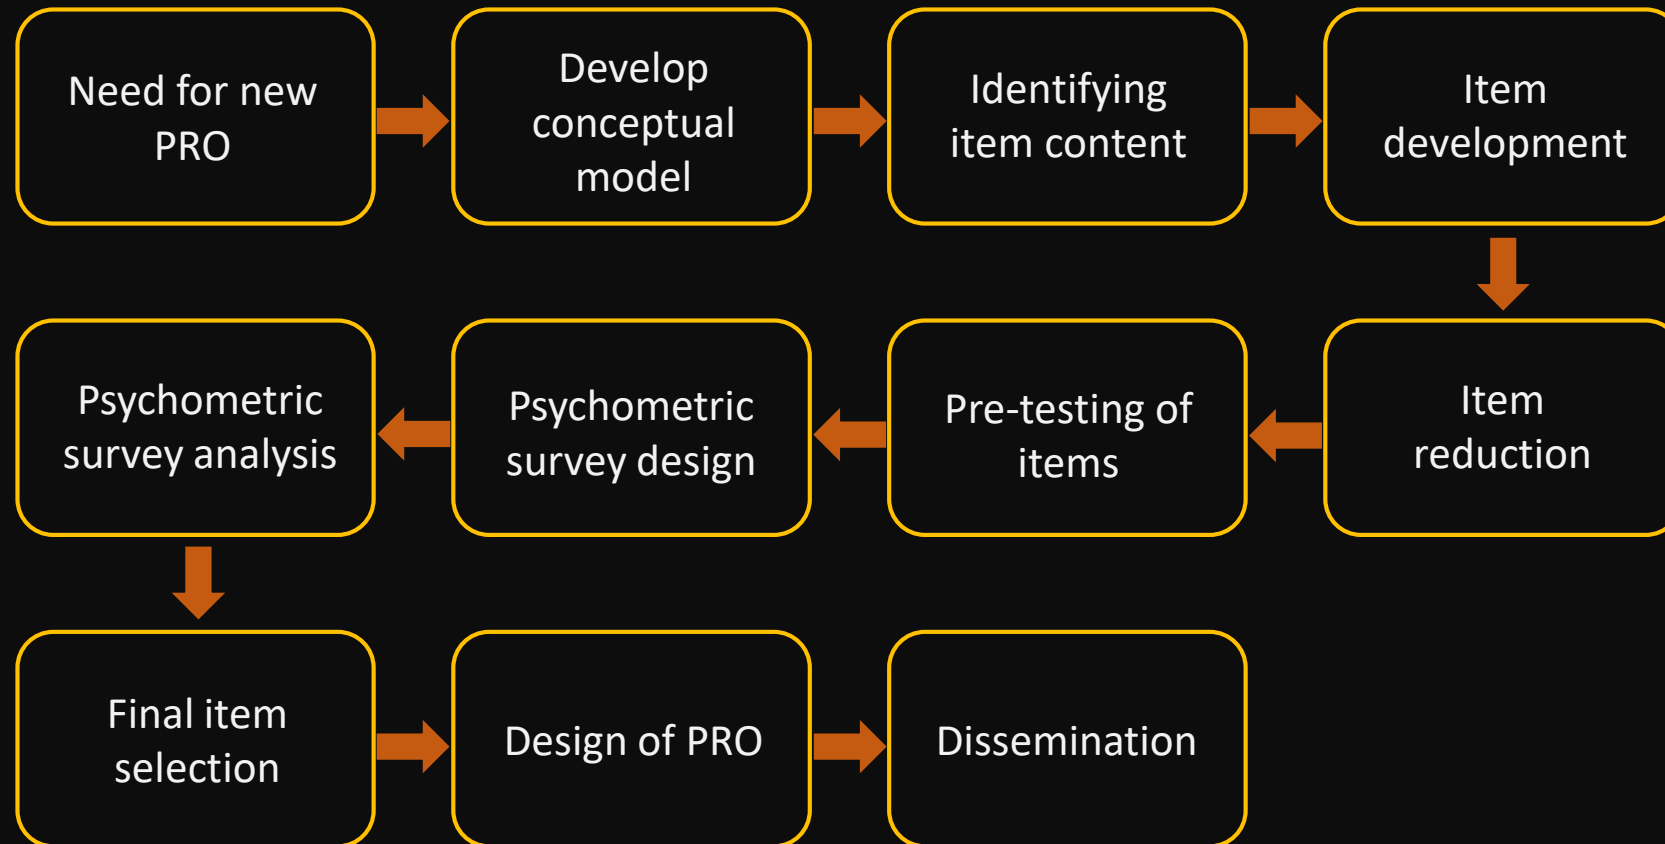 Need for new
PRO
Develop
conceptual
model
Identifying
item content
Item
development
Item
reduction
Pre-testing of
items
Psychometric
survey design
Psychometric
survey analysis
Final item
selection
Design of PRO
Dissemination